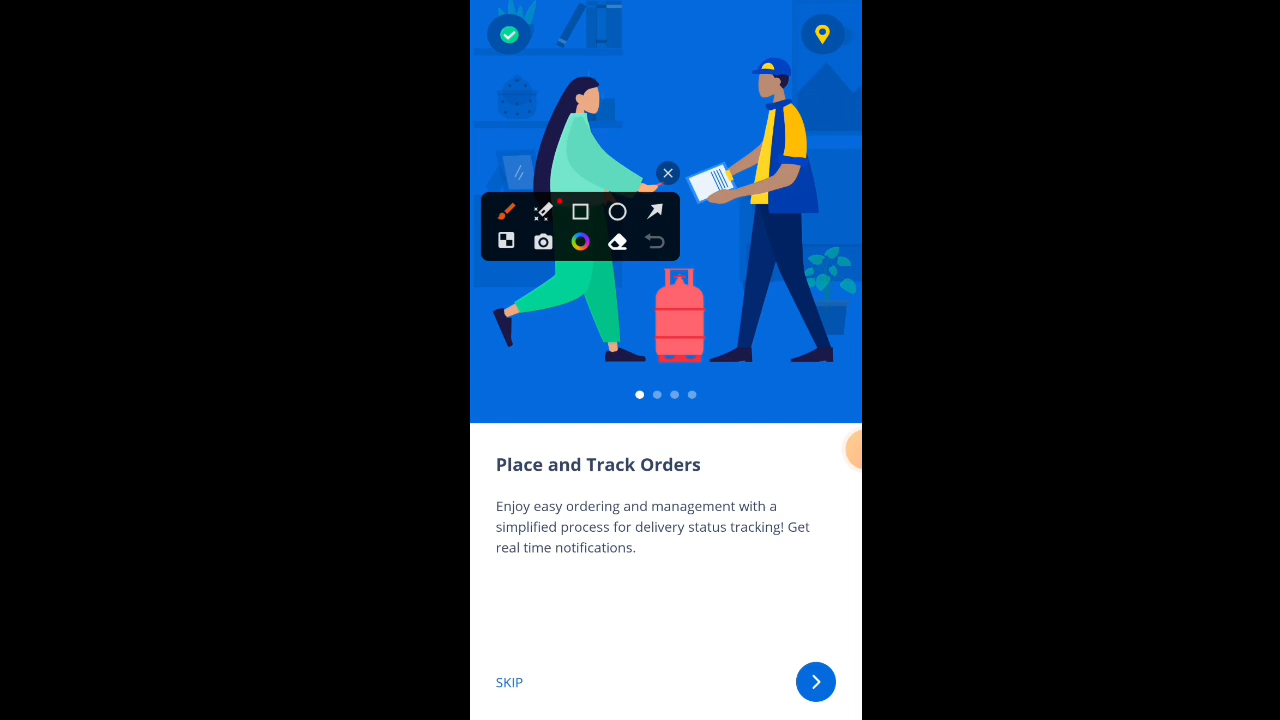 Place and Track Orders
Enjoy easy ordering and management with a
simplified process for delivery status tracking! Get
real time notifications.
SKIP